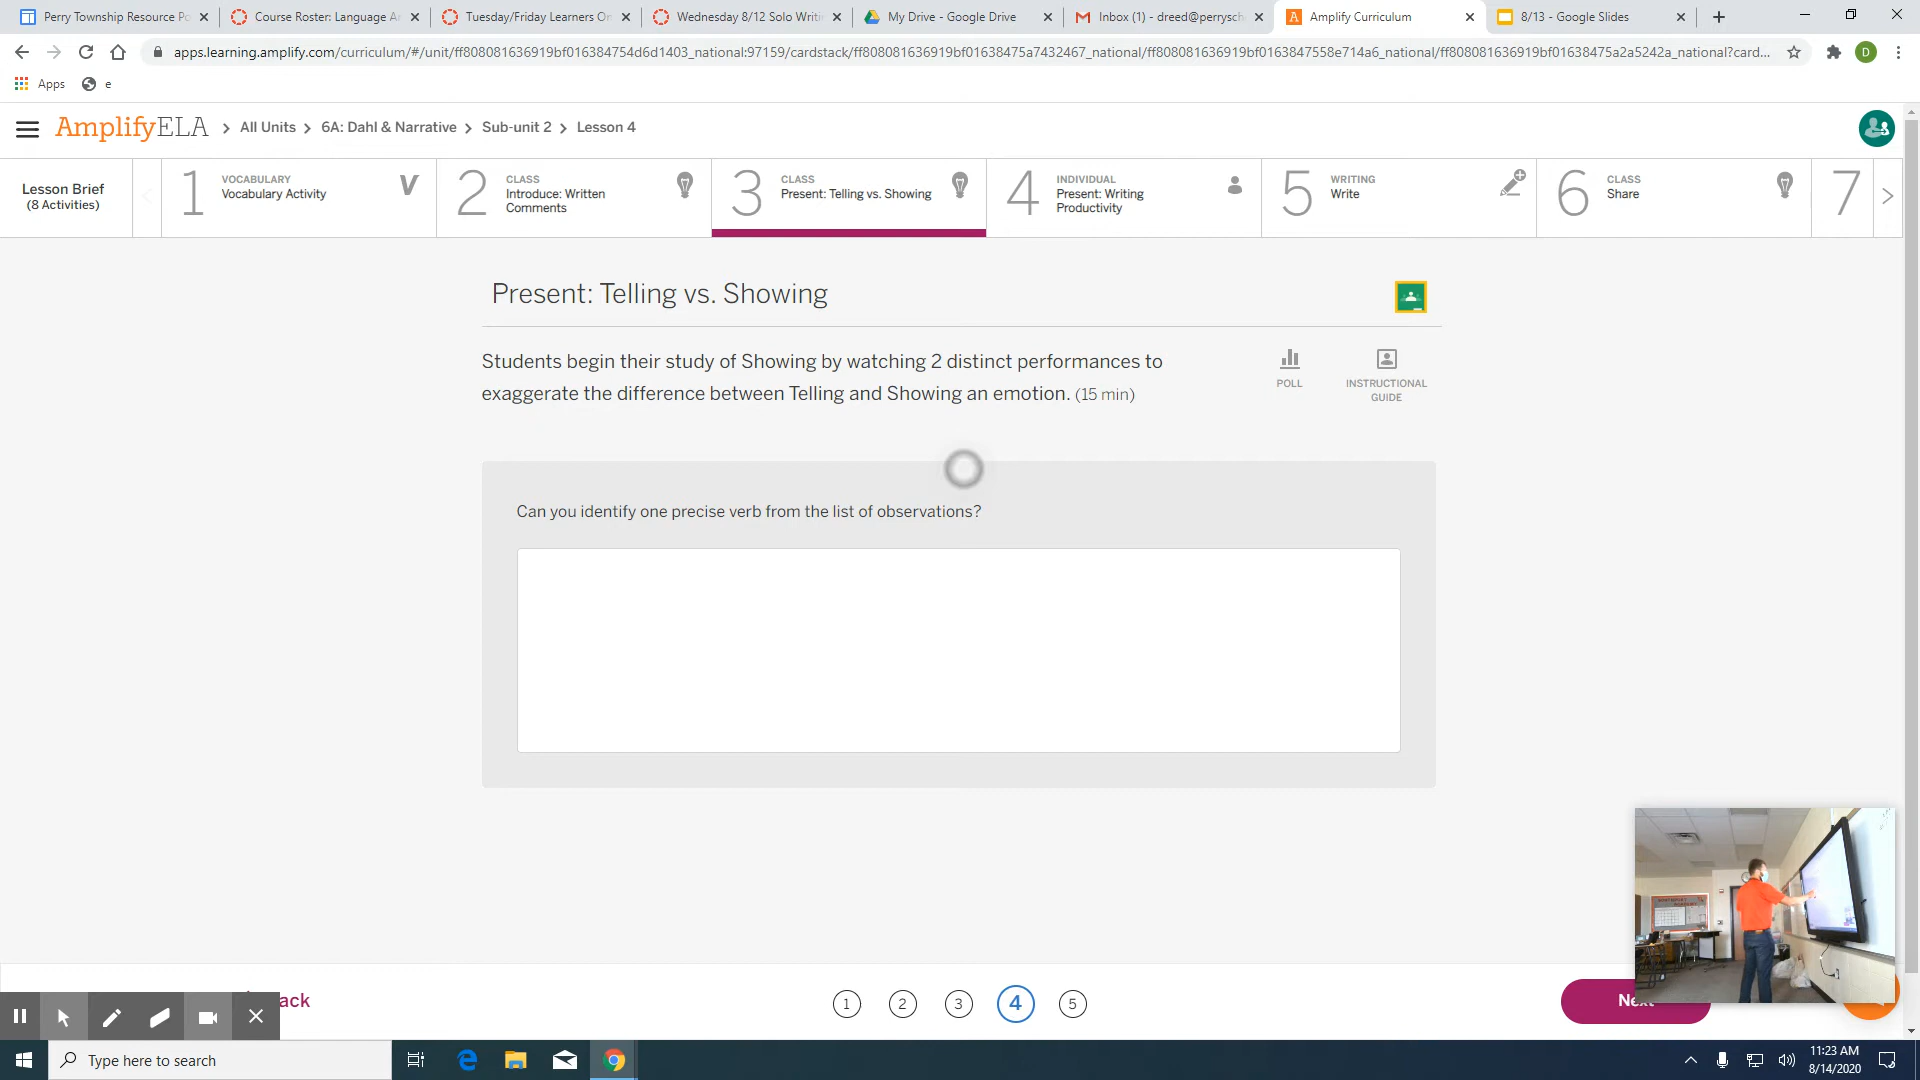 Perry Township Resource Po
Course Roster: Language Ar
Tuesday/Friday Learners On
Wednesday 8/12 Solo Writi
My Drive - Google Drive
Inbox (1) - dreed@perrysch
Amplify Curriculum
8/13 - Google Slides
apps.learning.amplify.com/curriculum/#/unit/ff808081636919bf016384754d6d1403_national:97159/cardstack/ff808081636919bf01638475a7432467_national/ff808081636919bf0163847558e714a6_national/ff808081636919bf01638475a2a5242a_national?card...
D
Apps
e
AmplifyELA
All Units
6A: Dahl & Narrative
Sub-unit 2
Lesson 4
Lesson Brief
(8 Activities)
1
VOCABULARY
Vocabulary Activity
V
2
CLASS
Introduce: Written
Comments
3
CLASS
Present: Telling vs. Showing
4
INDIVIDUAL
Present: Writing
Productivity
5
WRITING
Write
6
CLASS
Share
7
Present: Telling vs. Showing
Students begin their study of Showing by watching 2 distinct performances to
exaggerate the difference between Telling and Showing an emotion. (15 min)
POLL
INSTRUCTIONAL
GUIDE
Can you identify one precise verb from the list of observations?
ack
1
2
3
4
5
Next
Type here to search
11:23 AM
8/14/2020